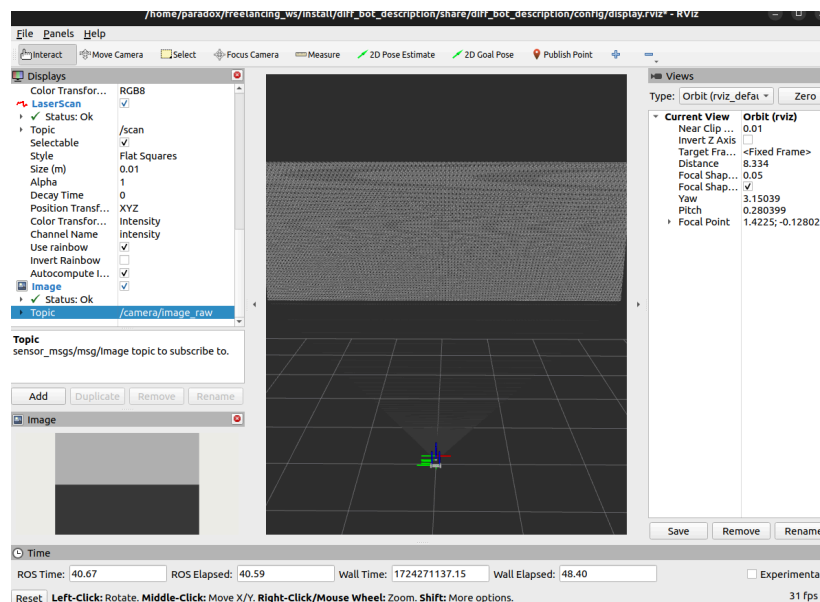 /home/paradox/freelancing_ws/install/diff_bot_description/share/diff_bot_description/config/display.rviz* - RViz
File Panels Help
Interact Move Camera Select Focus Camera Measure 2D Pose Estimate 2D Goal Pose Publish Point
Displays
Color Transfor... RGB8
LaserScan
Status: Ok
Topic /scan
Selectable
Style Flat Squares
Size (m) 0.01
Alpha 1
Decay Time 0
Position Transf... XYZ
Color Transfor... Intensity
Channel Name intensity
Use rainbow
Invert Rainbow
Autocompute I...
Image
Status: Ok
Topic /camera/image_raw
Topic
sensor_msgs/msg/Image topic to subscribe to.
Add Duplicate Remove Rename
Image
Views
Type: Orbit (rviz_defau Zero
Current View Orbit (rviz)
Near Clip ... 0.01
Invert Z Axis
Target Fra... <Fixed Frame>
Distance 8.334
Focal Shap... 0.05
Focal Shap...
Yaw 3.15039
Pitch 0.280399
Focal Point 1.4225; -0.12802
Save Remove Rename
Time
ROS Time: 40.67 ROS Elapsed: 40.59 Wall Time: 1724271137.15 Wall Elapsed: 48.40 Experimenta
Reset Left-Click: Rotate. Middle-Click: Move X/Y. Right-Click/Mouse Wheel: Zoom. Shift: More options. 31 fps